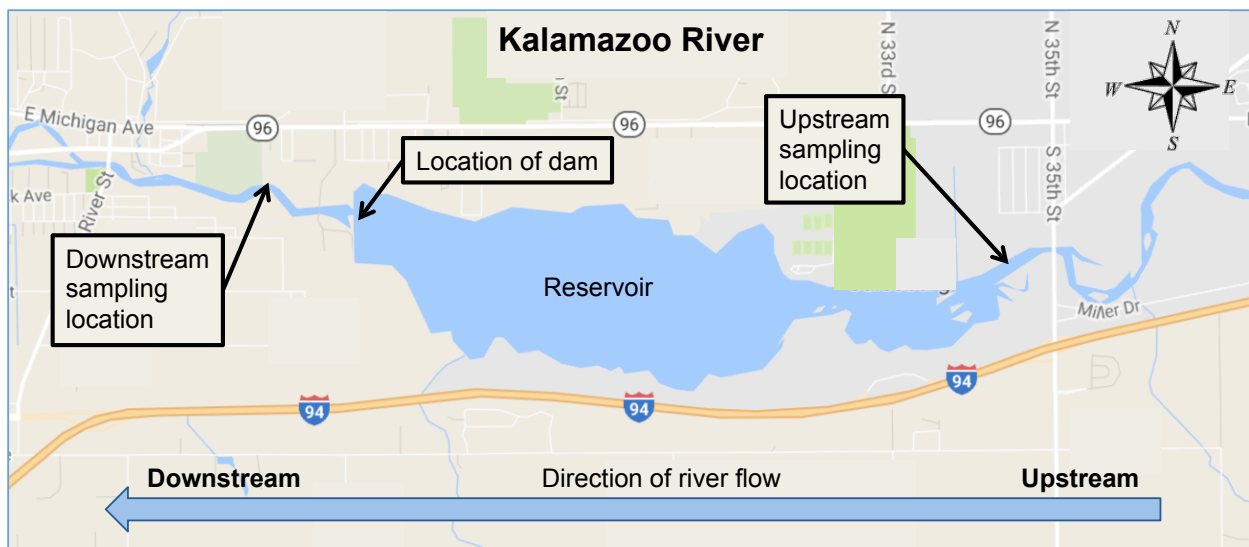 Kalamazoo River
N 33rd S
N 35th St
N
W
E
S
E Michigan Ave
96
St
96
96
Upstream
sampling
location
Location of dam
k Ave
River St
S 35th St
Downstream
sampling
location
Reservoir
Miller Dr
94
94
94
Downstream
Direction of river flow
Upstream